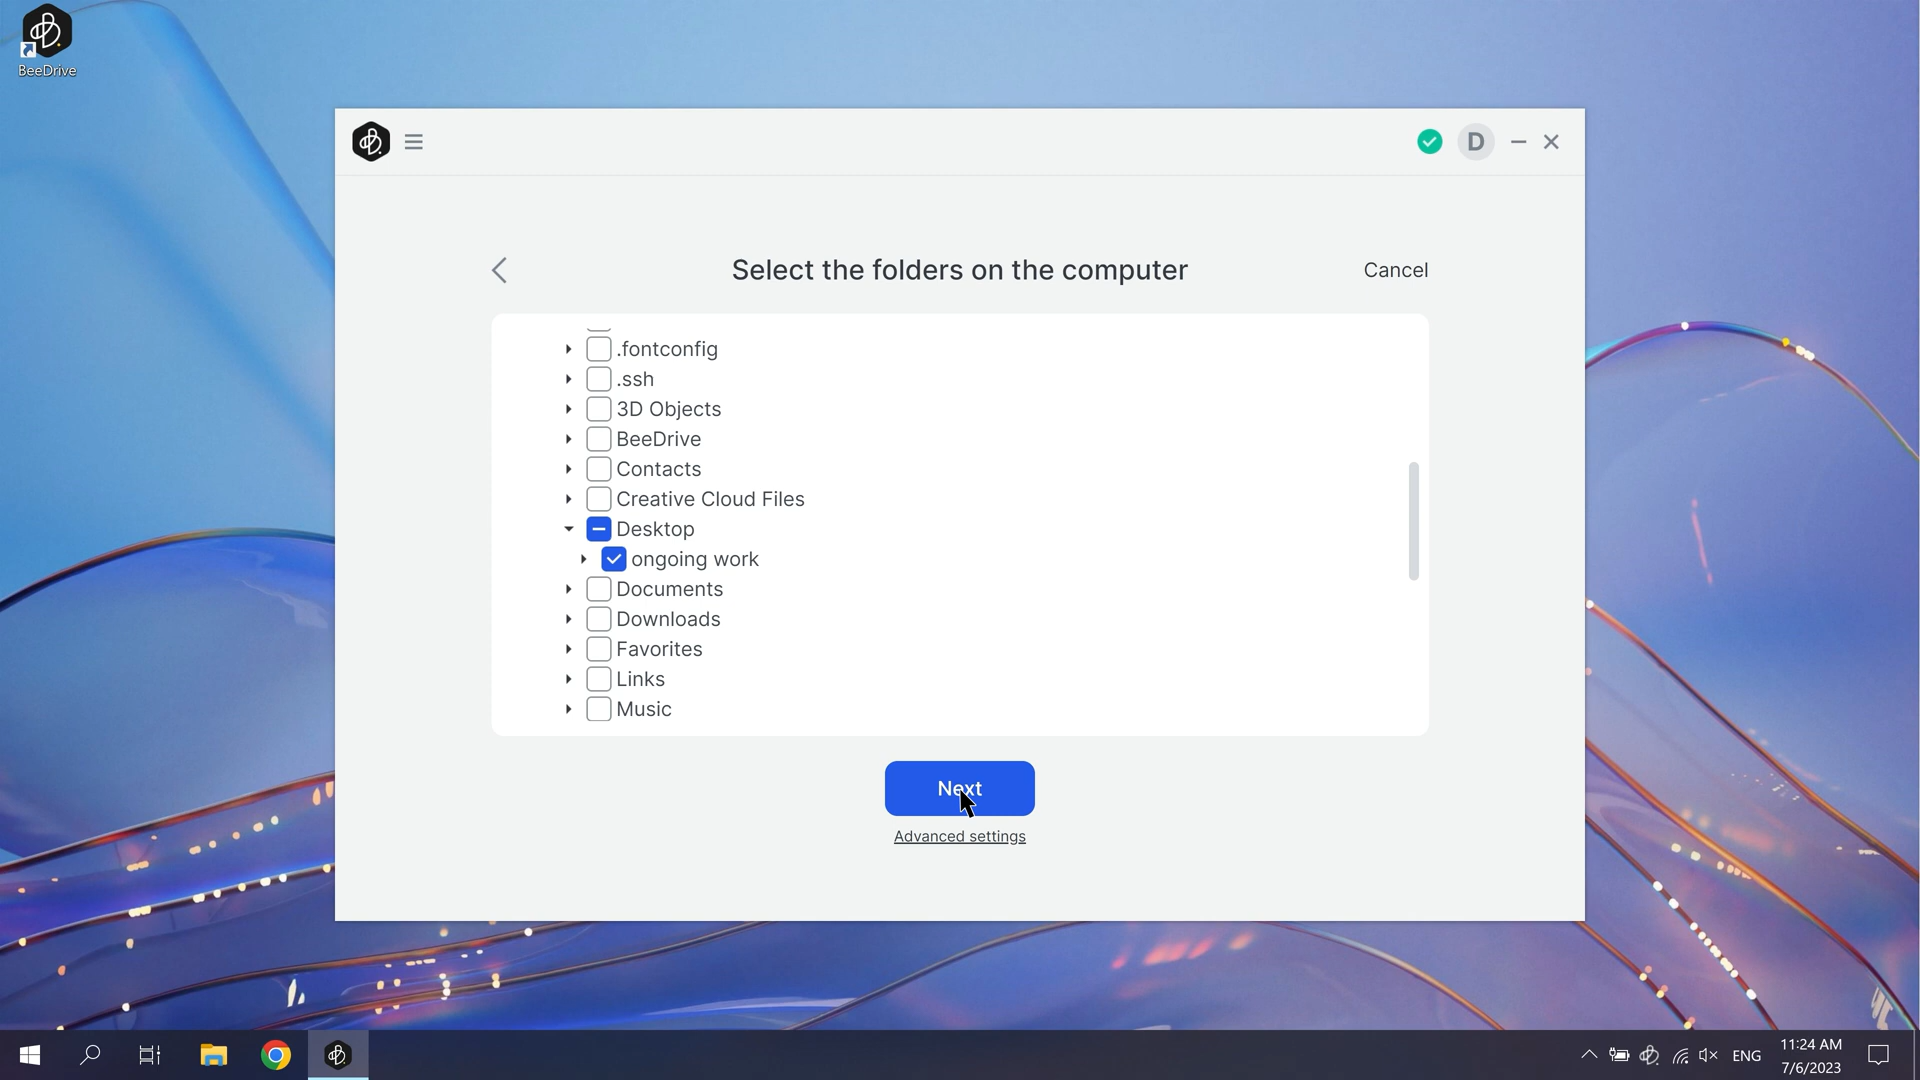 BeeDrive
D
Select the folders on the computer
Cancel
.fontconfig
.ssh
3D Objects
BeeDrive
Contacts
Creative Cloud Files
Desktop
ongoing work
Documents
Downloads
Favorites
Links
Music
Next
Advanced settings
ENG
11:24 AM
7/6/2023